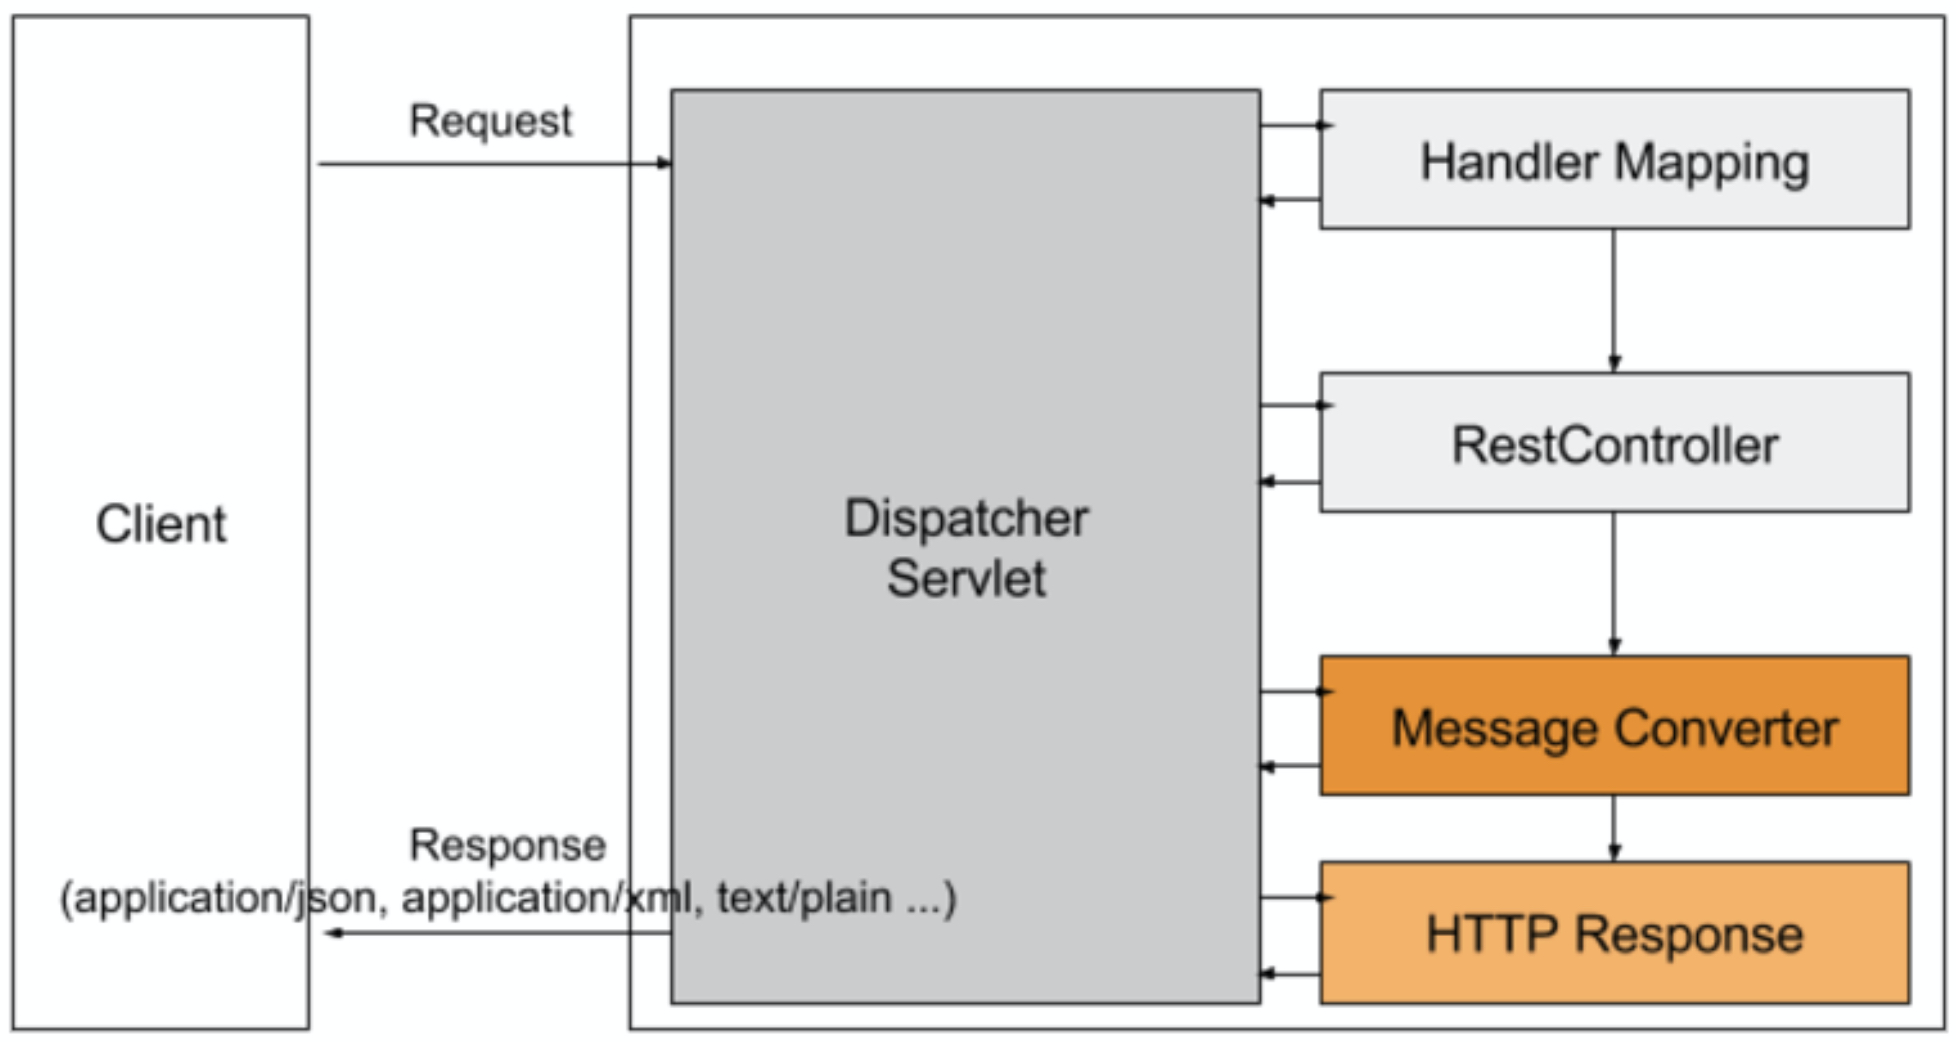 Request
Handler Mapping
RestController
Client
Dispatcher
Servlet
Message Converter
Response
(application/json, application/xml, text/plain ...)
HTTP Response